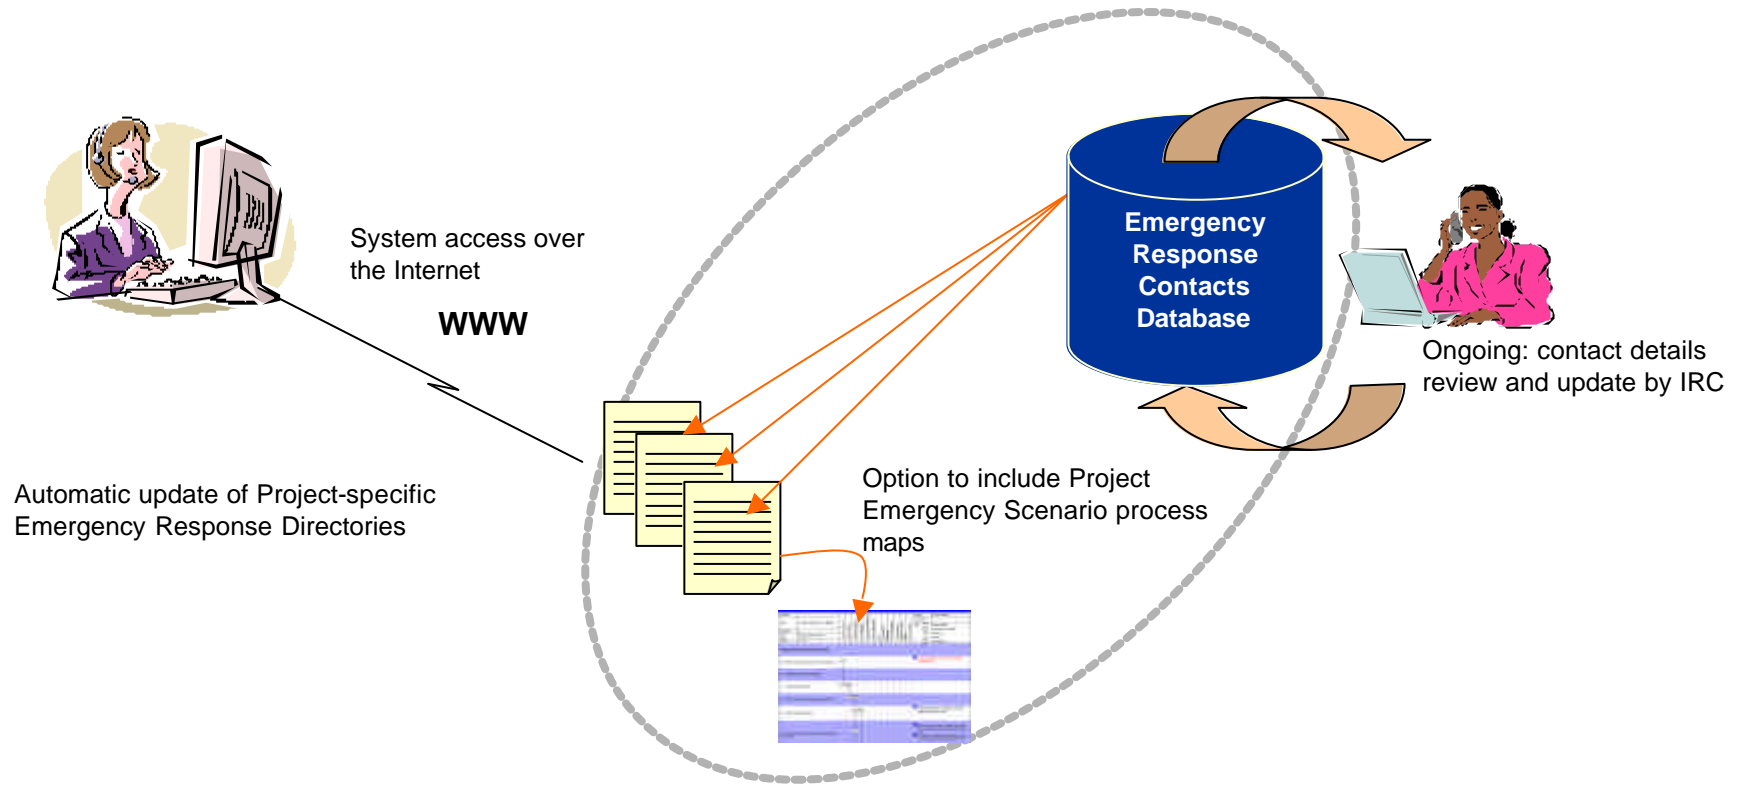 System access over
the Internet
WWW
Emergency
Response
Contacts
Database
Ongoing: contact details
review and update by IRC
Automatic update of Project-specific
Emergency Response Directories
Option to include Project
Emergency Scenario process
maps